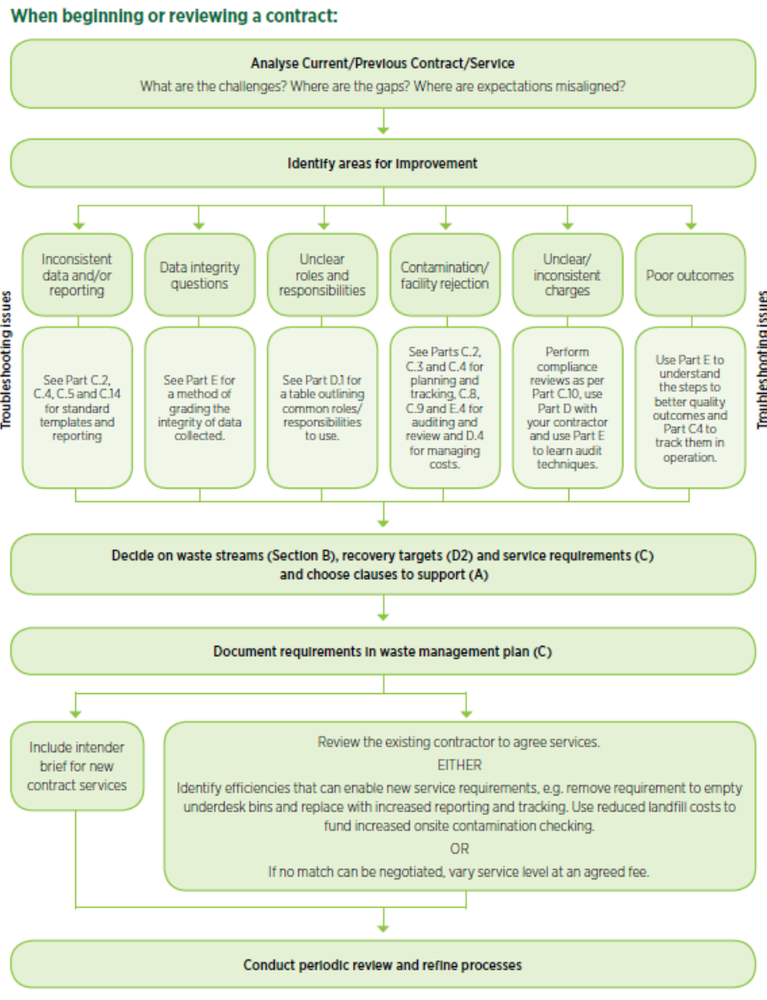 When beginning or reviewing a contract:
Analyse Current/Previous Contract/Service
What are the challenges? Where are the gaps? Where are expectations misaligned?
Identify areas for improvement
Troubleshooting issues
Inconsistent
data and/or
reporting
Data integrity
questions
Unclear
roles and
responsibilities
Contamination/
facility rejection
Unclear/
inconsistent
charges
Poor outcomes
Troubleshooting issues
See Part C.2,
C.4, C.5 and C.14
for standard
templates and
reporting
See Part E for
a method of
grading the
integrity of data
collected.
See Part D.1 for
a table outlining
common roles/
responsibilities
to use.
See Parts C.2,
C.3 and C.4 for
planning and
tracking, C.8,
C.9 and E.4 for
auditing and
review and D.4
for managing
costs.
Perform
compliance
reviews as per
Part C.10, use
Part D with
your contractor
and use Part E
to learn audit
techniques.
Use Part E to
understand
the steps to
better quality
outcomes and
Part C4 to
track them in
operation.
Decide on waste streams (Section B), recovery targets (D2) and service requirements (C)
and choose clauses to support (A)
Document requirements in waste management plan (C)
Include intender
brief for new
contract services
Review the existing contractor to agree services.
EITHER
Identify efficiencies that can enable new service requirements, e.g. remove requirement to empty
underdesk bins and replace with increased reporting and tracking. Use reduced landfill costs to
fund increased onsite contamination checking.
OR
If no match can be negotiated, vary service level at an agreed fee.
Conduct periodic review and refine processes